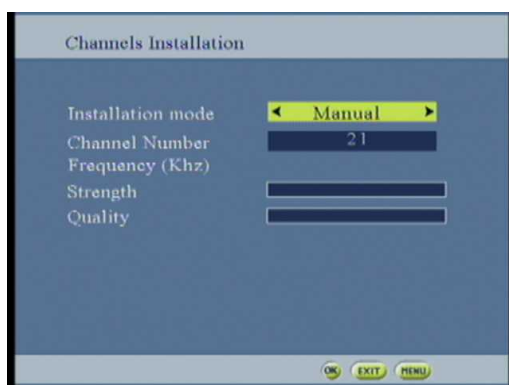 Channels Installation
Installation mode Manual
Channel Number 21
Frequency (Khz)
Strength
Quality
OK EXIT MENU